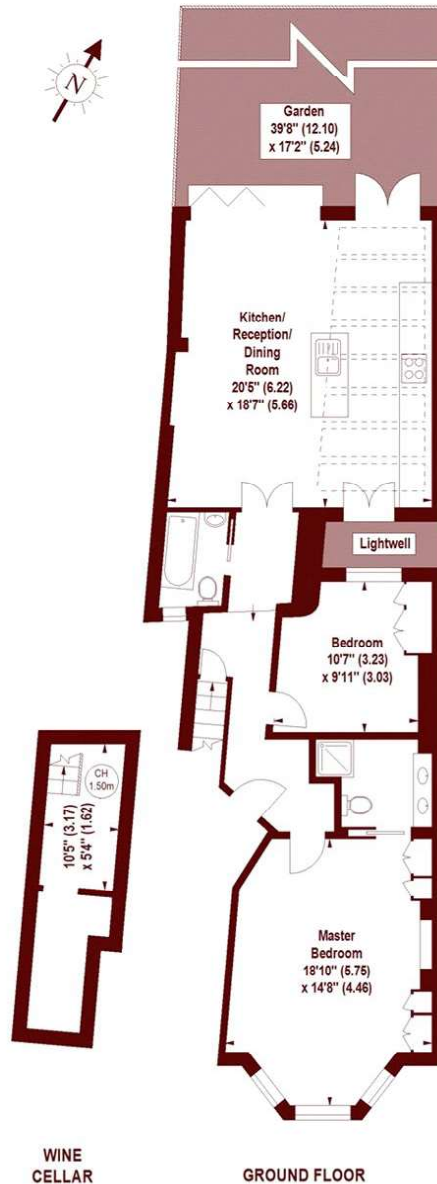 N
Garden
39'8" (12.10)
x 17'2" (5.24)
Kitchen/
Reception/
Dining
Room
20'5" (6.22)
x 18'7" (5.66)
Lightwell
Bedroom
10'7" (3.23)
x 9'11" (3.03)
CH
1.50m
10'5" (3.17)
x 5'4" (1.62)
Master
Bedroom
18'10" (5.75)
x 14'8" (4.46)
WINE
CELLAR
GROUND FLOOR